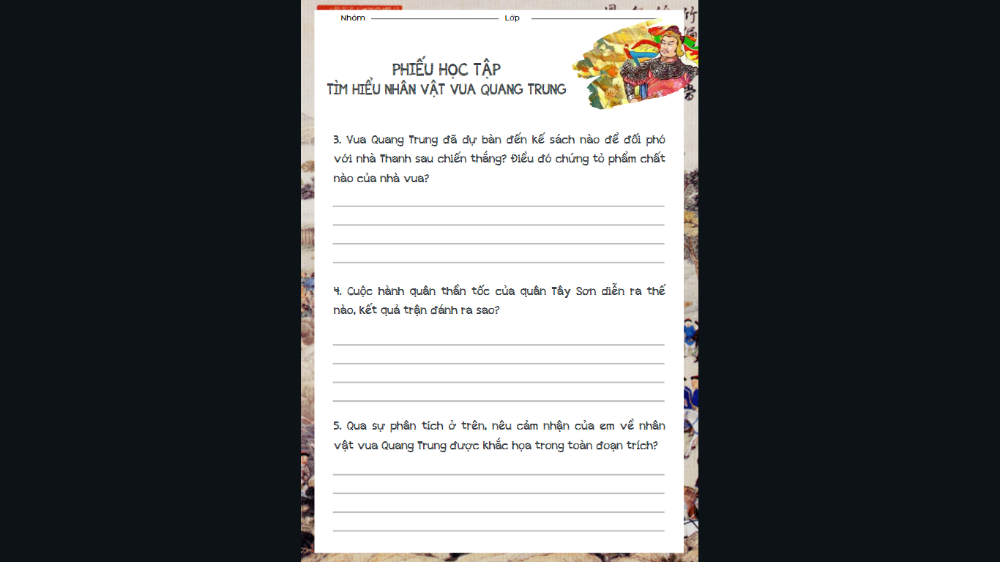 Nhóm Lớp
PHIẾU HỌC TẬP
TÌM HIỂU NHÂN VẬT VUA QUANG TRUNG
3. Vua Quang Trung đã dự bàn đến kế sách nào để đối phó
với nhà Thanh sau chiến thắng? Điều đó chứng tỏ phẩm chất
nào của nhà vua?
4. Cuộc hành quân thần tốc của quân Tây Sơn diễn ra thế
nào, kết quả trận đánh ra sao?
5. Qua sự phân tích ở trên, nêu cảm nhận của em về nhân
vật vua Quang Trung được khắc họa trong toàn đoạn trích?